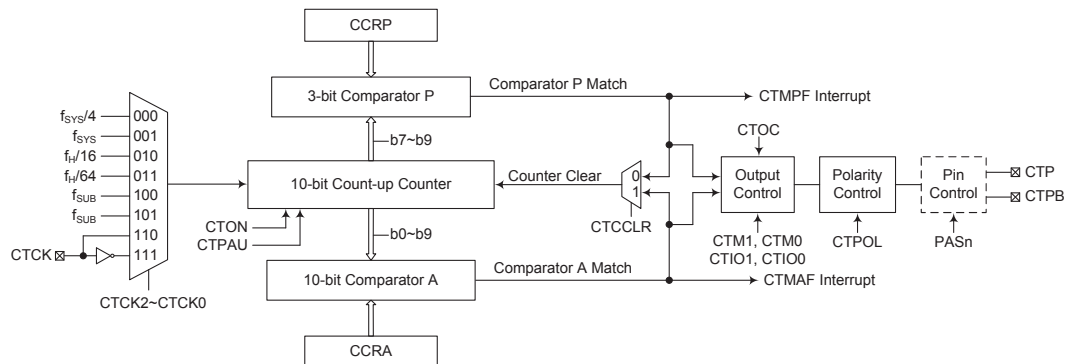 CCRP
3-bit Comparator P
Comparator P Match
CTMPF Interrupt
b7~b9
fSYS/4
000
fSYS
001
fH/16
010
fH/64
011
fSUB
100
fSUB
101
110
111
CTCK
CTCK2~CTCK0
10-bit Count-up Counter
Counter Clear
0
1
CTCCLR
CTON
CTPAU
b0~b9
CTOC
Output
Control
CTM1, CTM0
CTIO1, CTIO0
Polarity
Control
CTPOL
Pin
Control
PASn
CTP
CTPB
10-bit Comparator A
Comparator A Match
CTMAF Interrupt
CCRA